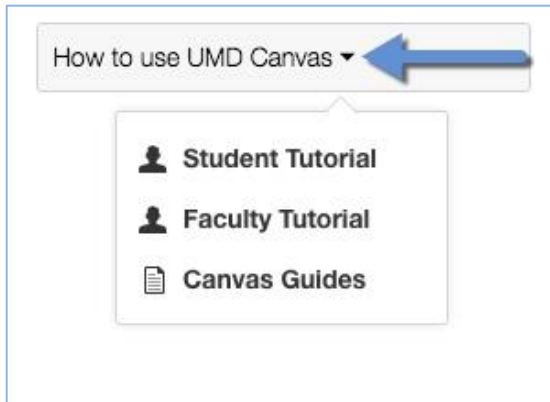 How to use UMD Canvas
Student Tutorial
Faculty Tutorial
Canvas Guides